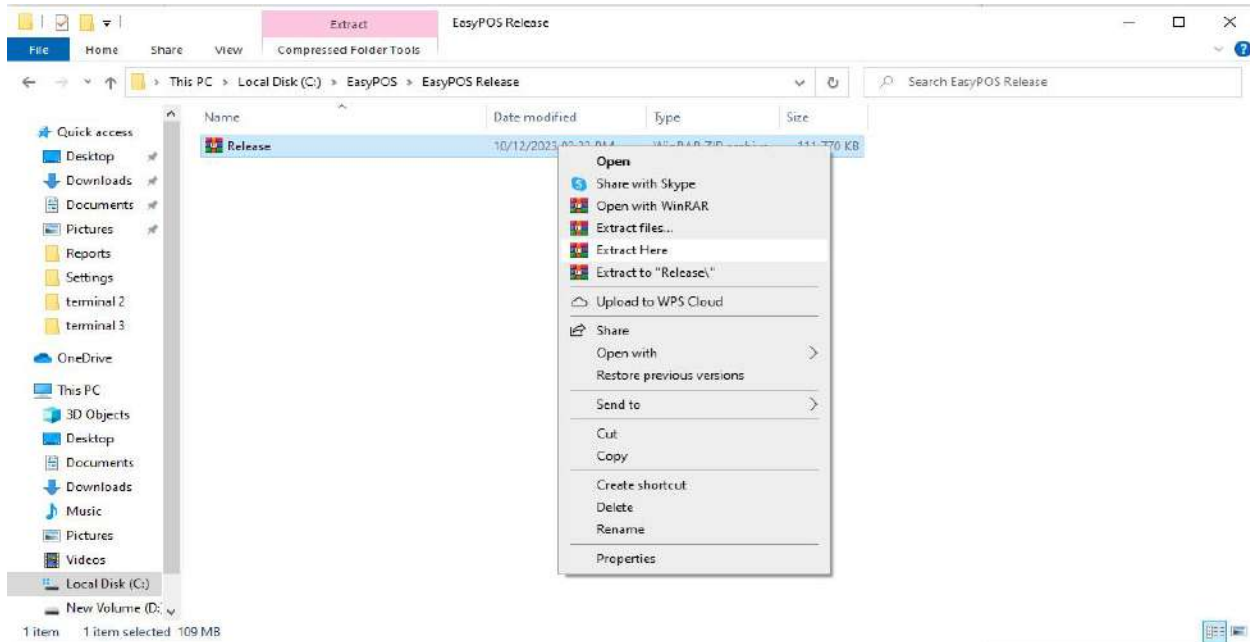 Extract EasyPOS Release
File Home Share View Compressed Folder Tools
This PC > Local Disk (C:) > EasyPOS > EasyPOS Release
Search EasyPOS Release
Name Date modified Type Size
Quick access
Desktop
Downloads
Documents
Pictures
Reports
Settings
terminal 2
terminal 3
OneDrive
This PC
3D Objects
Desktop
Documents
Downloads
Music
Pictures
Videos
Local Disk (C:)
New Volume (D:
Release 10/12/2023 KB
Open
Share with Skype
Open with WinRAR
Extract files...
Extract Here
Extract to "Release\"
Upload to WPS Cloud
Share
Open with
Restore previous versions
Send to
Cut
Copy
Create shortcut
Delete
Rename
Properties
1 item 1 item selected 109 MB